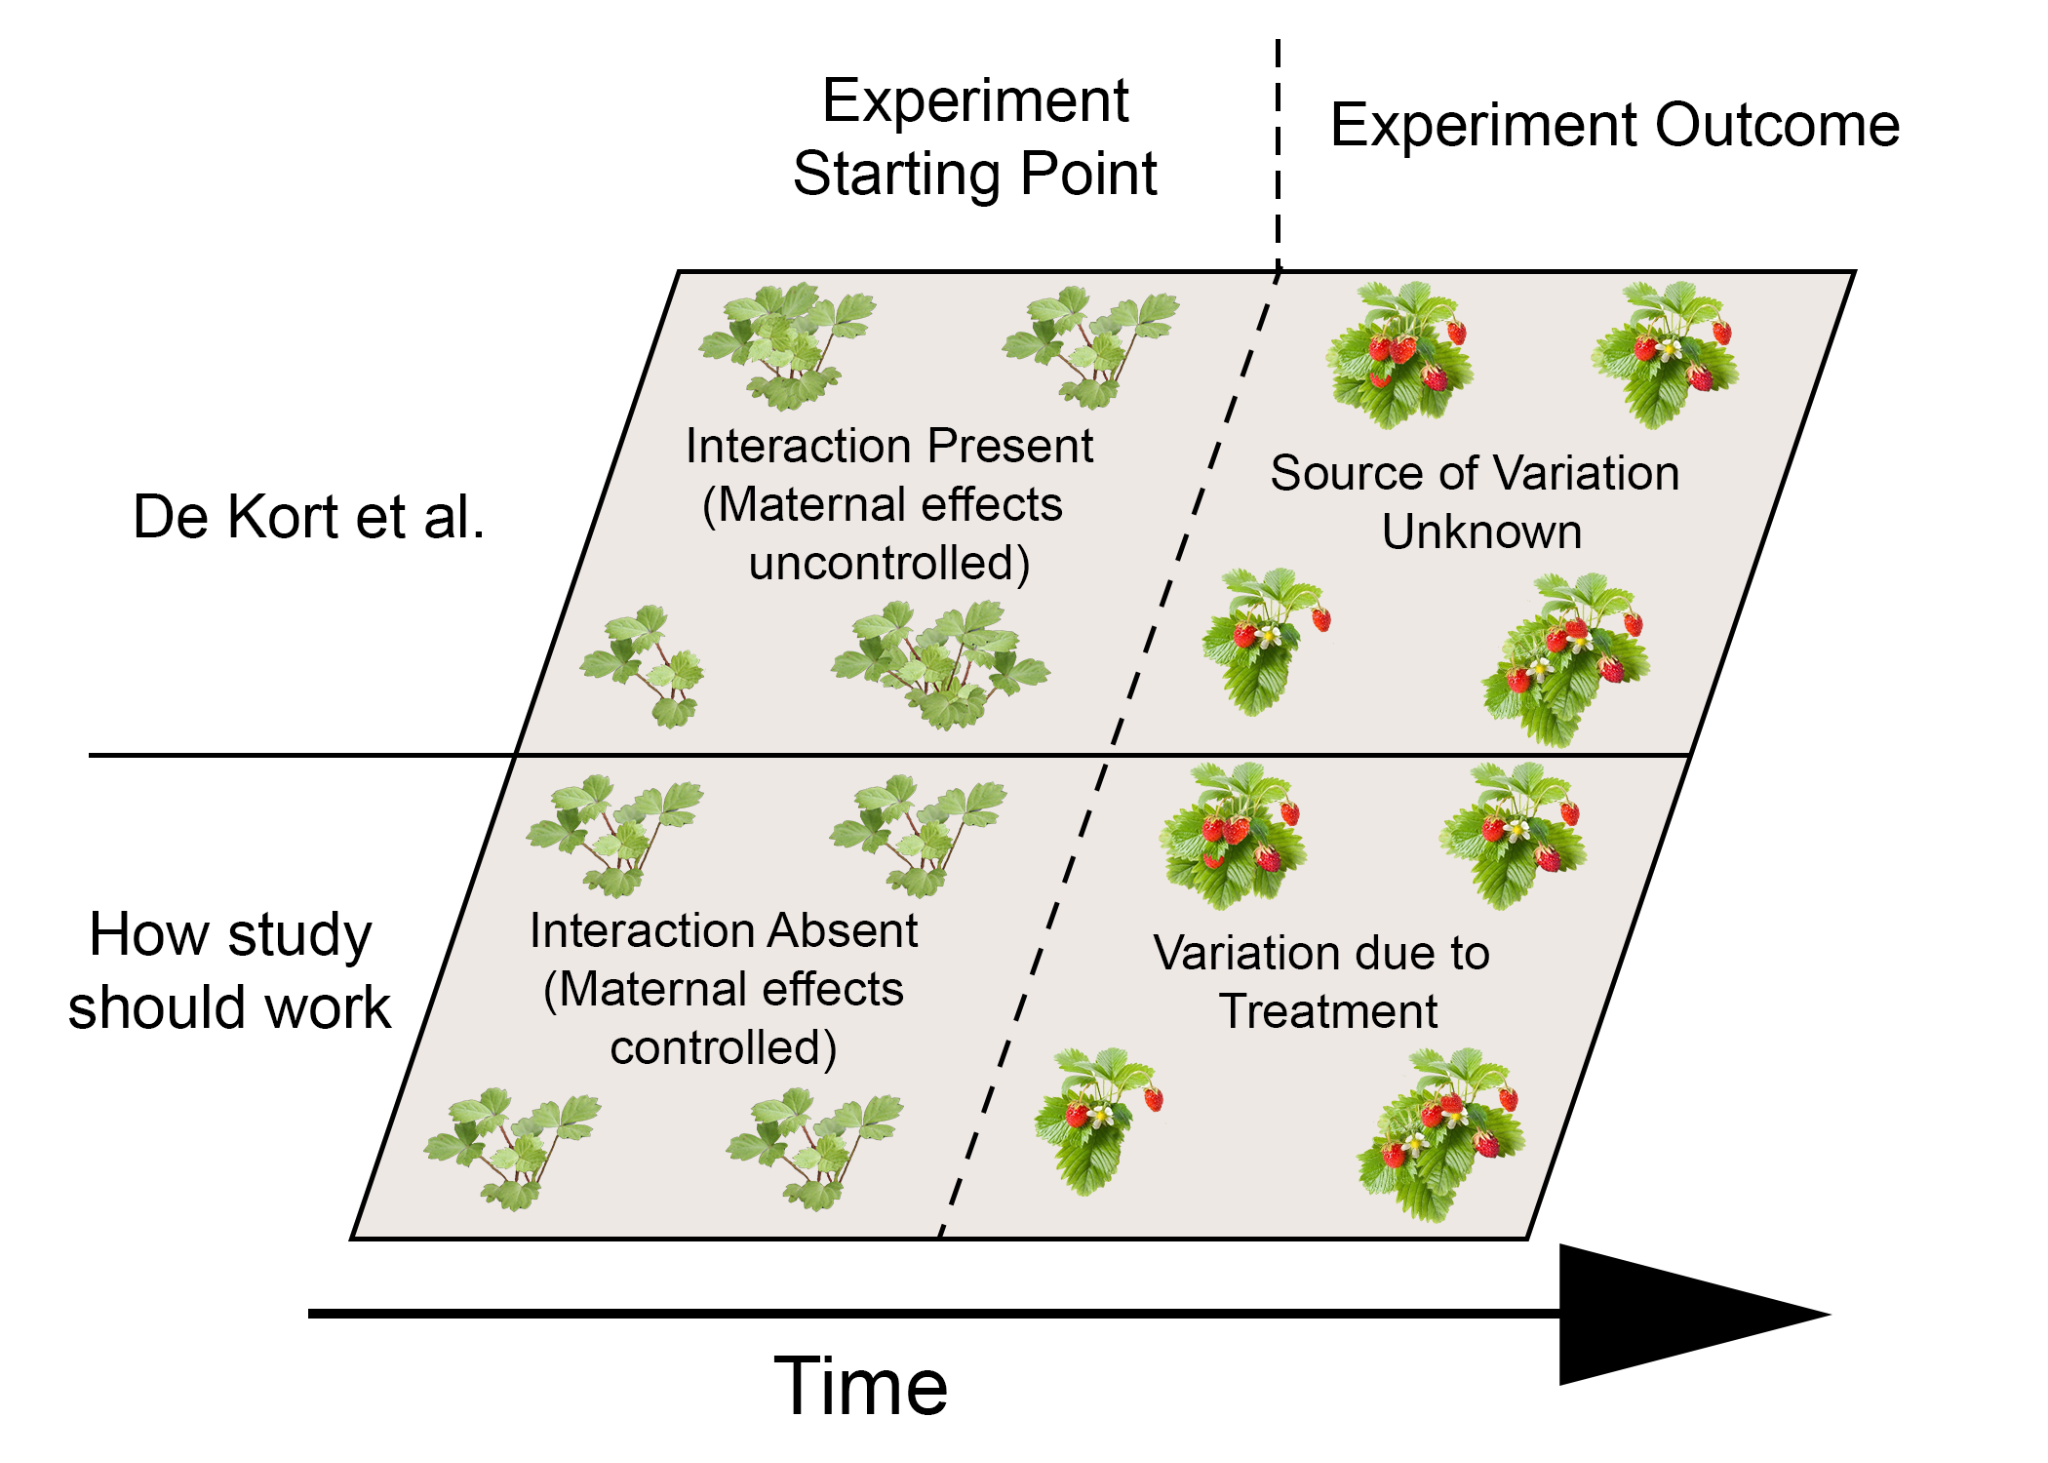 Experiment
Starting Point
Experiment Outcome
De Kort et al.
Interaction Present
(Maternal effects
uncontrolled)
Source of Variation
Unknown
How study
should work
Interaction Absent
(Maternal effects
controlled)
Variation due to
Treatment
Time